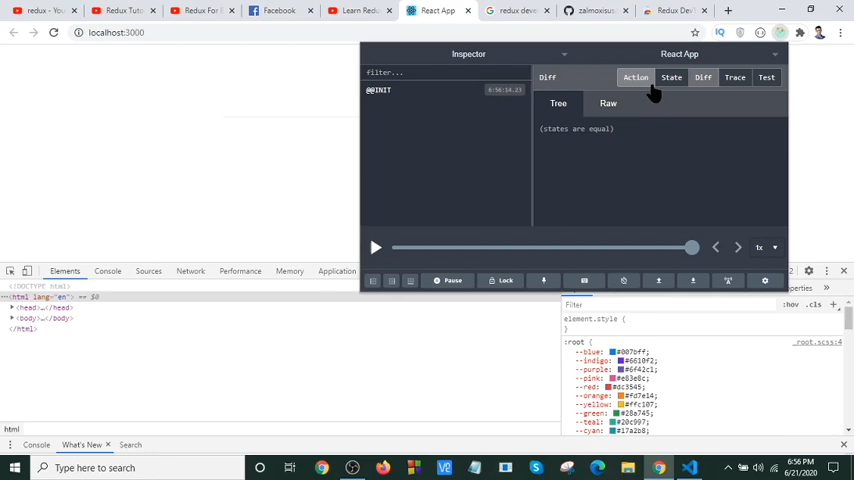 redux - Yo
Redux Tuto
Redux For E
Facebook
Learn Redu
React App
redux deve
zalmoxisus
Redux DevT
localhost:3000
Inspector
React App
filter...
@@INIT
6:56:14.23
Diff
Action
State
Diff
Trace
Test
Tree
Raw
(states are equal)
1x
Pause
Lock
Elements
Console
Sources
Network
Performance
Memory
Application
2
<!DOCTYPE html>
<html lang="en"> == $0
<head>…</head>
<body>…</body>
</html>
html
roperties
Filter
:hov .cls +
element.style {
}
:root {
_root.scss:4
--blue: #007bff;
--indigo: #6610f2;
--purple: #6f42c1;
--pink: #e83e8c;
--red: #dc3545;
--orange: #fd7e14;
--yellow: #ffc107;
--green: #28a745;
--teal: #20c997;
--cyan: #17a2b8;
Console
What's New
Search
Type here to search
6:56 PM
6/21/2020